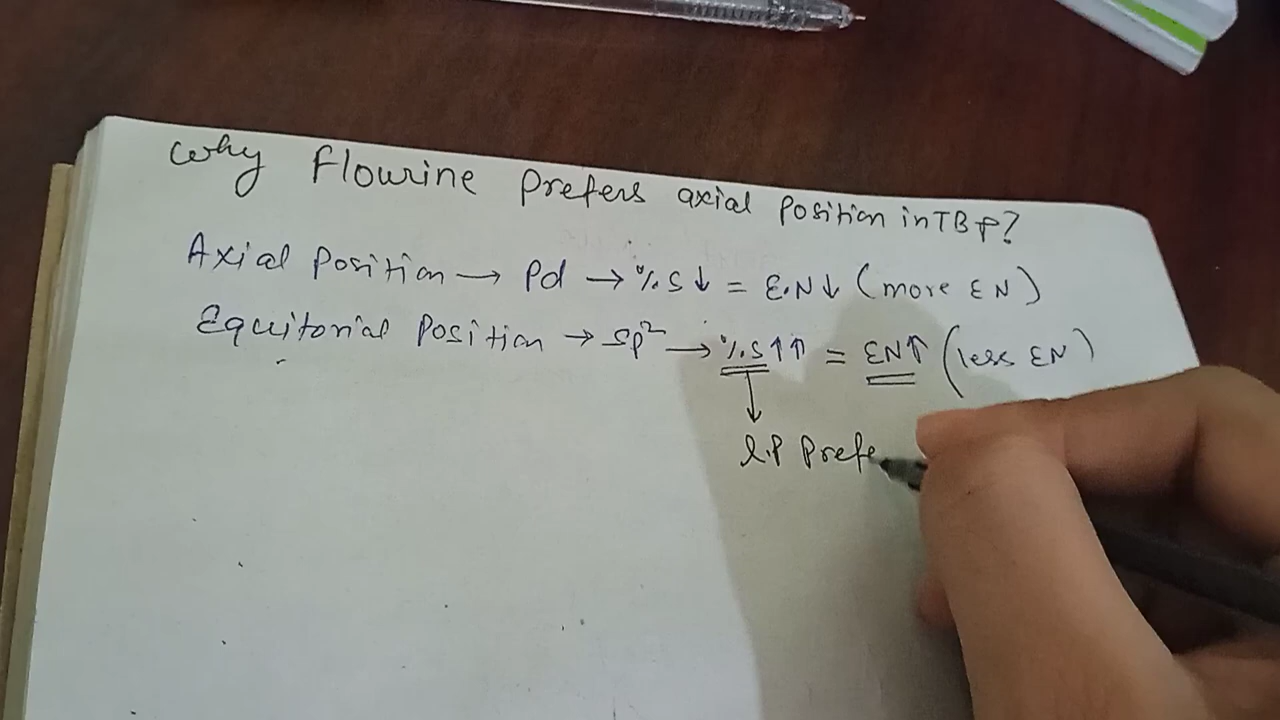 Why Flourine Prefers axial Position in TBP?
Axial Position → Pd → %.S↓ = E.N↓ (more EN)
Equitorial Position → SP² → %.S↑↑ = EN↑ (less EN)
↓
l.P Prefe